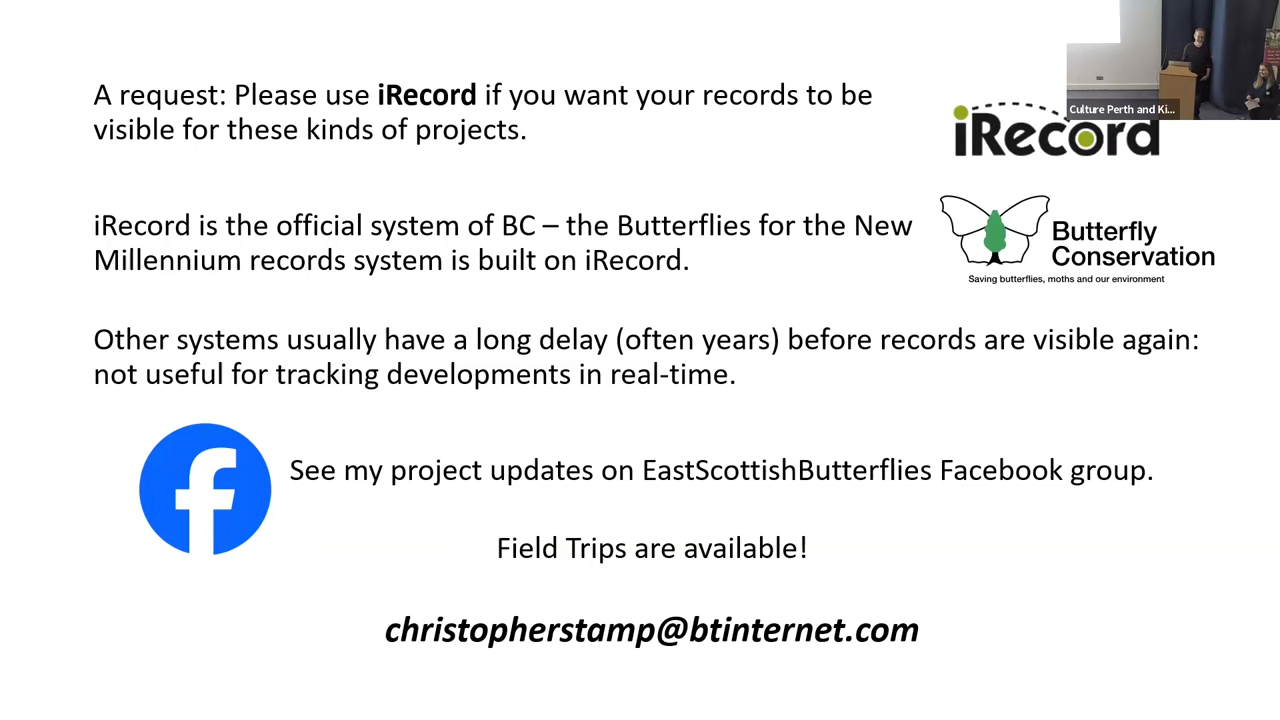 A request: Please use iRecord if you want your records to be
visible for these kinds of projects.
Culture Perth and Ki...
iRecord
iRecord is the official system of BC – the Butterflies for the New
Millennium records system is built on iRecord.
Butterfly
Conservation
Saving butterflies, moths and our environment
Other systems usually have a long delay (often years) before records are visible again:
not useful for tracking developments in real-time.
See my project updates on EastScottishButterflies Facebook group.
Field Trips are available!
christopherstamp@btinternet.com